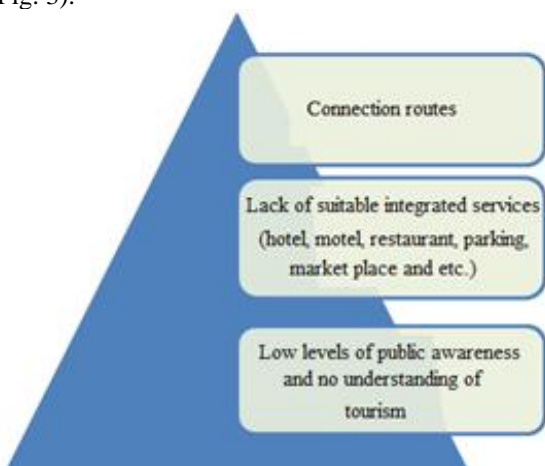 Fig. 3).
Connection routes
Lack of suitable integrated services
(hotel, motel, restaurant, parking,
market place and etc.)
Low levels of public awareness
and no understanding of
tourism